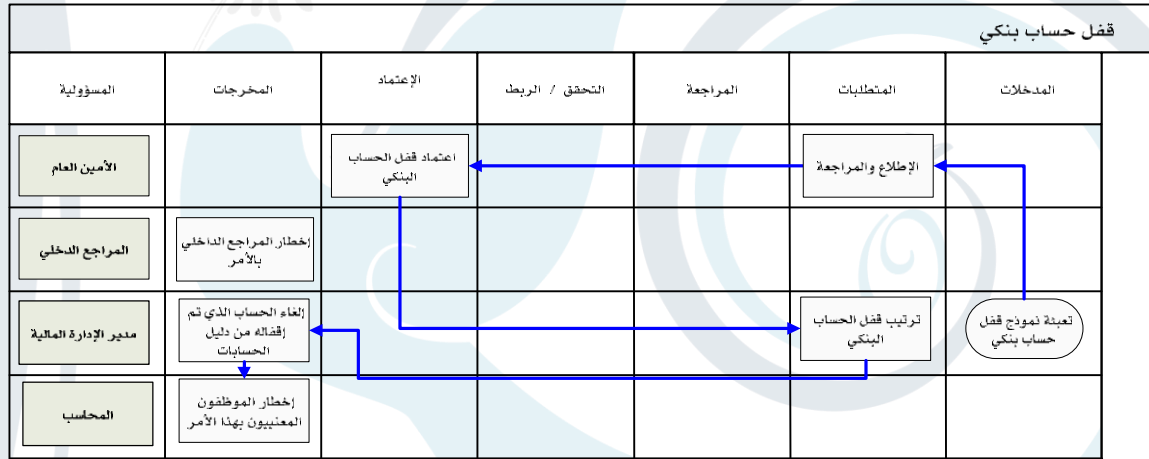 قفل حساب بنكي
المدخلات
المتطلبات
المراجعة
التحقق / الربط
الإعتماد
المخرجات
المسؤولية
الإطلاع والمراجعة
اعتماد قفل الحساب
البنكي
الأمين العام
إخطار المراجع الداخلي
بالأمر
المراجع الدخلي
تعبئة نموذج قفل
حساب بنكي
ترتيب قفل الحساب
البنكي
إلغاء الحساب الذي تم
إقفاله من دليل
الحسابات
مدير الإدارة المالية
إخطار الموظفون
المعنييون بهذا الأمر
المحاسب